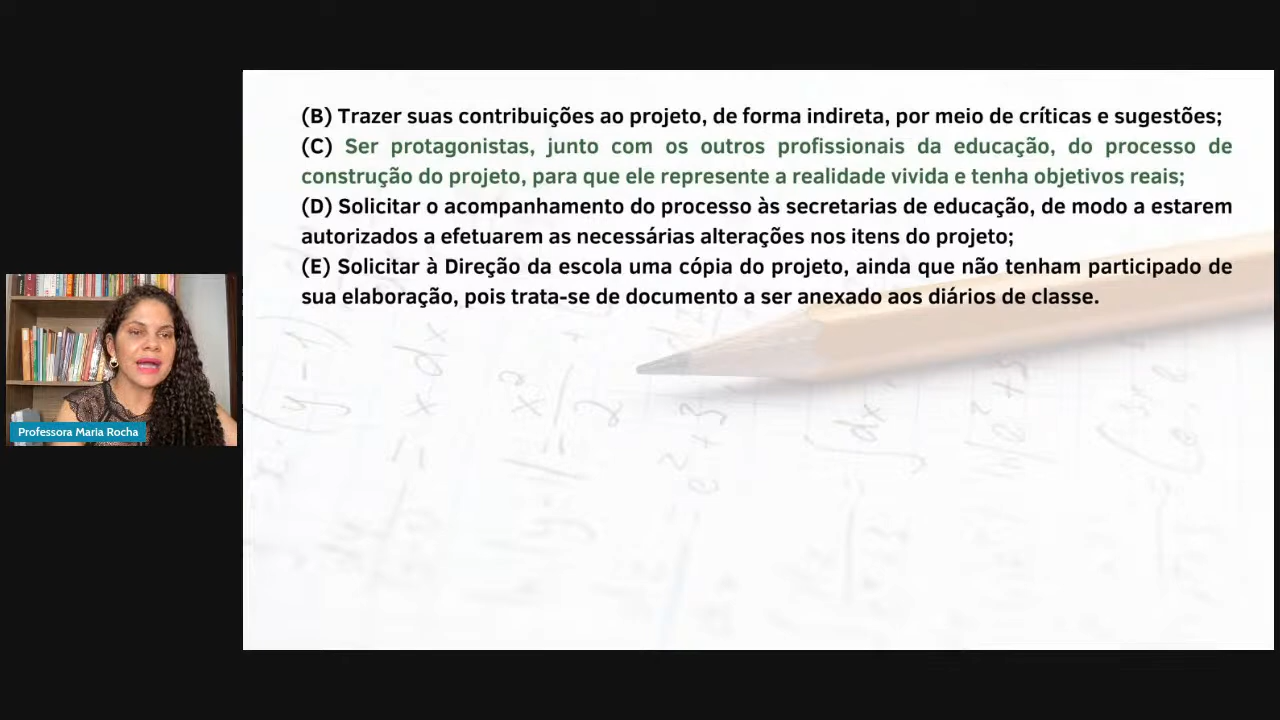 (B) Trazer suas contribuições ao projeto, de forma indireta, por meio de críticas e sugestões;
(C) Ser protagonistas, junto com os outros profissionais da educação, do processo de
construção do projeto, para que ele represente a realidade vivida e tenha objetivos reais;
(D) Solicitar o acompanhamento do processo às secretarias de educação, de modo a estarem
autorizados a efetuarem as necessárias alterações nos itens do projeto;
(E) Solicitar à Direção da escola uma cópia do projeto, ainda que não tenham participado de
sua elaboração, pois trata-se de documento a ser anexado aos diários de classe.
Professora Maria Rocha